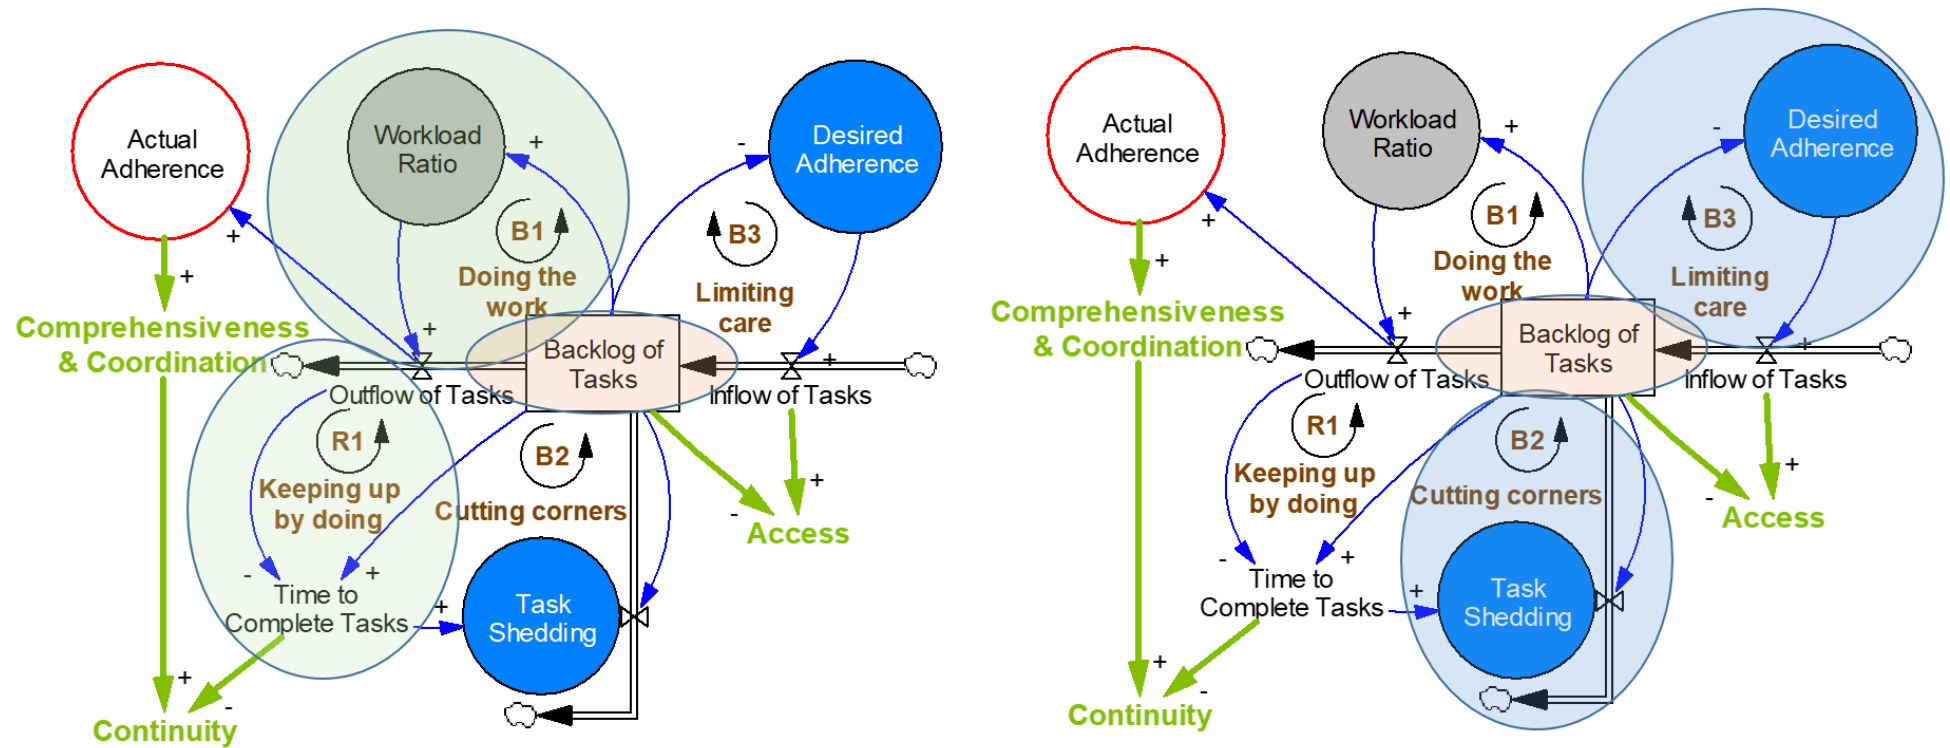 Actual
Adherence
+
Comprehensiveness
& Coordination
+
Workload
Ratio
+
B1
Doing the
work
+
-
Desired
Adherence
B3
Limiting
care
Backlog of
Tasks
+
Outflow of Tasks
Inflow of Tasks
R1
Keeping up
by doing
B2
Cutting corners
+
-
Access
-
+
Time to
Complete Tasks
+
Task
Shedding
+
-
Continuity
Actual
Adherence
+
Comprehensiveness
& Coordination
+
Workload
Ratio
+
B1
Doing the
work
+
-
Desired
Adherence
B3
Limiting
care
Backlog of
Tasks
+
Outflow of Tasks
Inflow of Tasks
R1
Keeping up
by doing
B2
Cutting corners
+
-
Access
-
+
Time to
Complete Tasks
+
Task
Shedding
+
-
Continuity